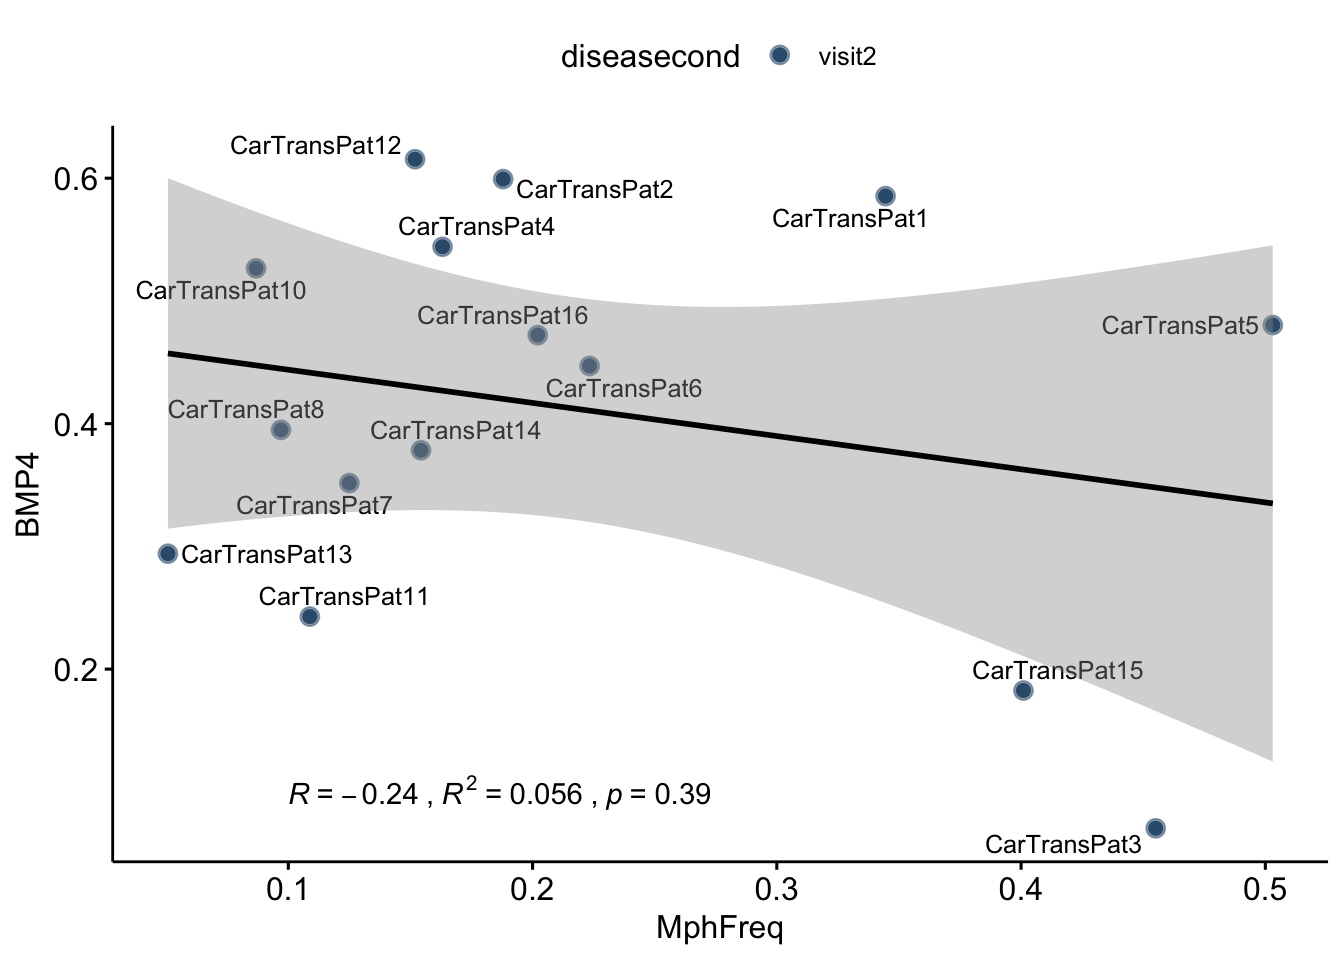 diseasecond visit2
CarTransPat12
CarTransPat2
CarTransPat1
CarTransPat4
CarTransPat10
CarTransPat16
CarTransPat5
CarTransPat6
CarTransPat8
CarTransPat14
CarTransPat7
CarTransPat13
CarTransPat11
CarTransPat15
CarTransPat3
R = −0.24 , R² = 0.056 , p = 0.39
0.6
0.4
0.2
BMP4
0.1 0.2 0.3 0.4 0.5
MphFreq